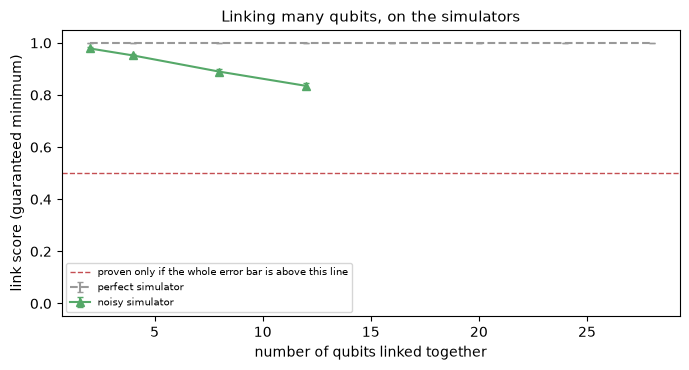 Linking many qubits, on the simulators
link score (guaranteed minimum)
1.0
0.8
0.6
0.4
0.2
0.0
proven only if the whole error bar is above this line
perfect simulator
noisy simulator
5
10
15
20
25
number of qubits linked together